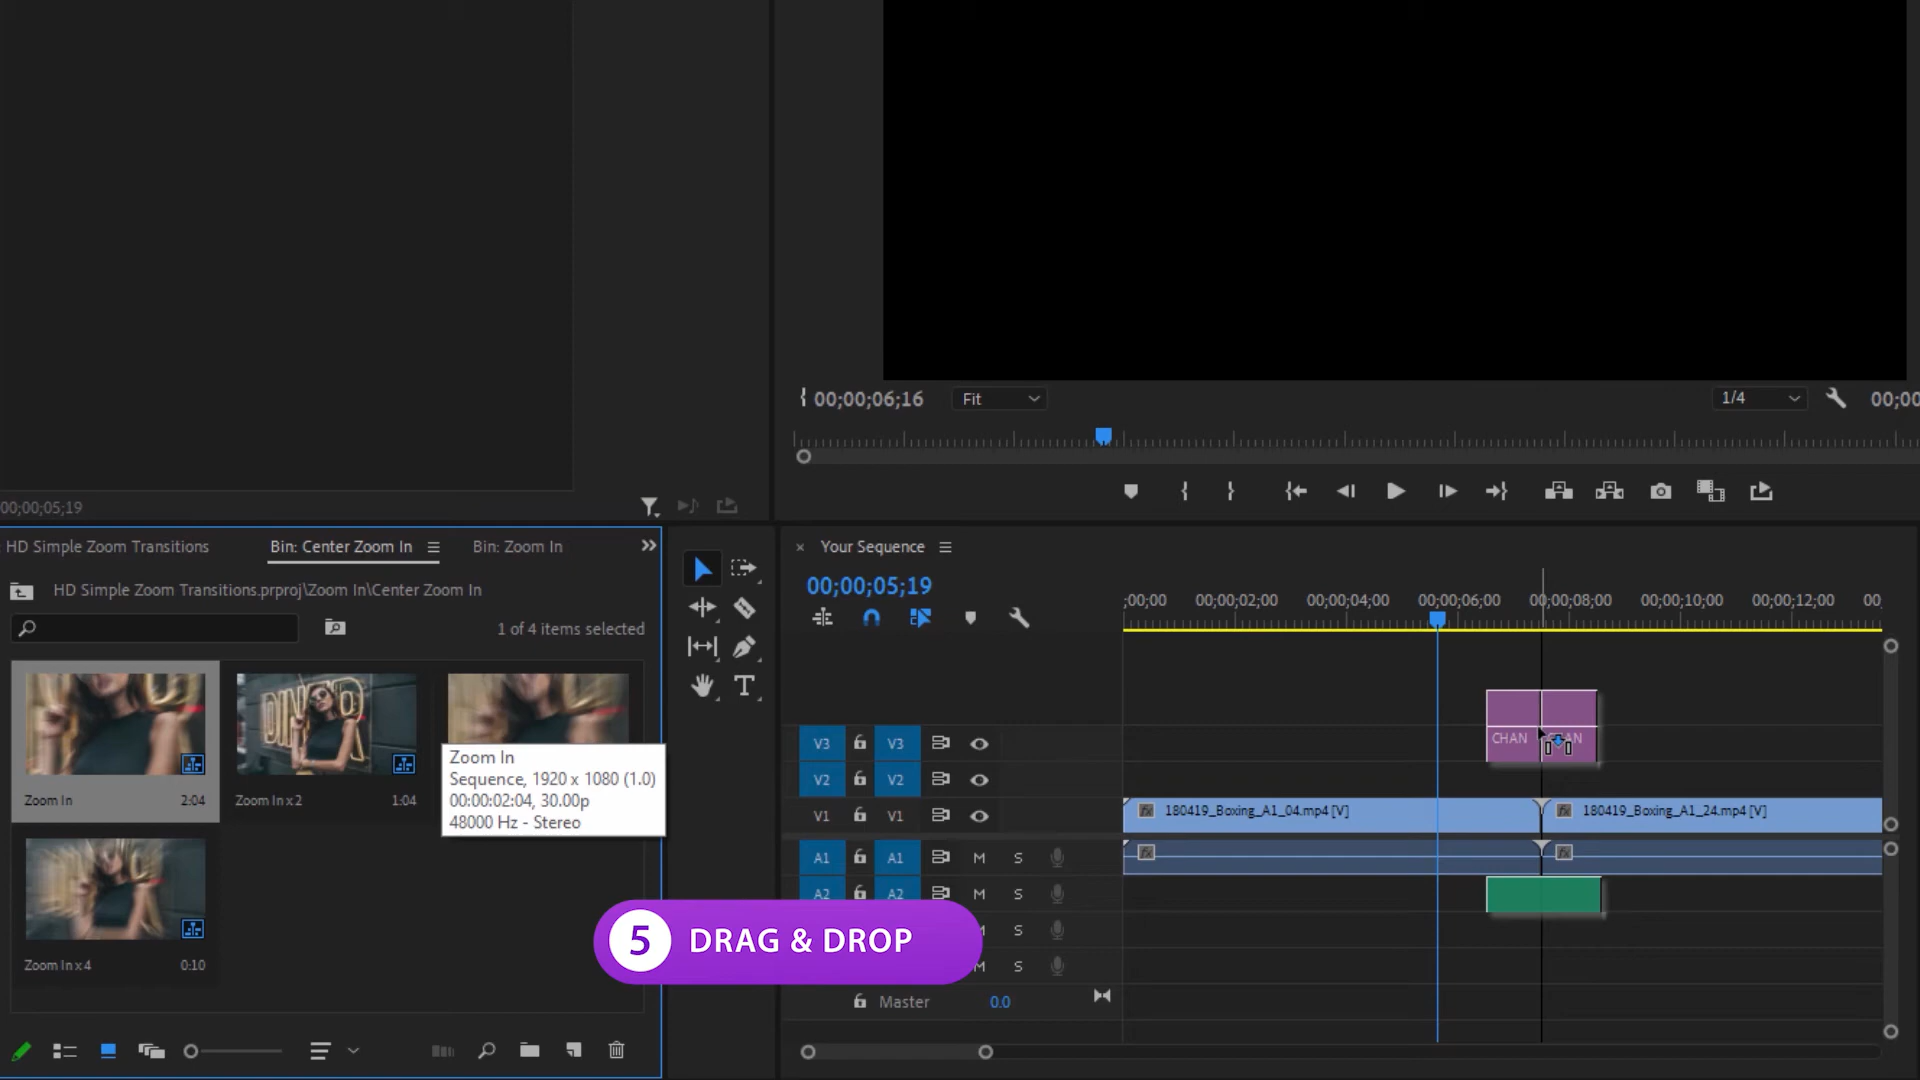 00;00;06;16
Fit
1/4
00;00
00;00;05;19
HD Simple Zoom Transitions
Bin: Center Zoom In
Bin: Zoom In
HD Simple Zoom Transitions.prproj\Zoom In\Center Zoom In
1 of 4 items selected
DINER
Zoom In
2:04
Zoom In x 2
1:04
Zoom In
Sequence, 1920 x 1080 (1.0)
00:00:02:04, 30.00p
48000 Hz - Stereo
Zoom In x 4
0:10
T
× Your Sequence
00;00;05;19
;00;00
00;00;02;00
00;00;04;00
00;00;06;00
00;00;08;00
00;00;10;00
00;00;12;00
00;
CHAN
V3 V3
V2 V2
V1 V1
fx 180419_Boxing_A1_04.mp4 [V]
fx 180419_Boxing_A1_24.mp4 [V]
A1 A1 M S
fx
fx
A2 A2 M S
M S
M S
Master 0.0
5 DRAG & DROP